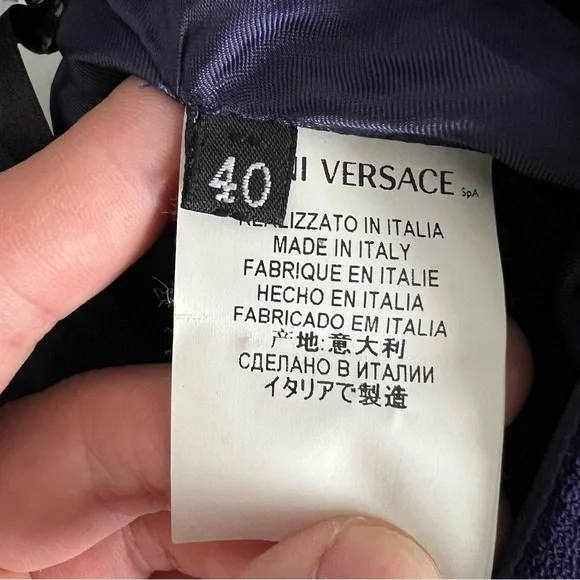 40
NI VERSACE SpA
REALIZZATO IN ITALIA
MADE IN ITALY
FABRIQUE EN ITALIE
HECHO EN ITALIA
FABRICADO EM ITALIA
产地:意大利
СДЕЛАНО В ИТАЛИИ
イタリアで製造